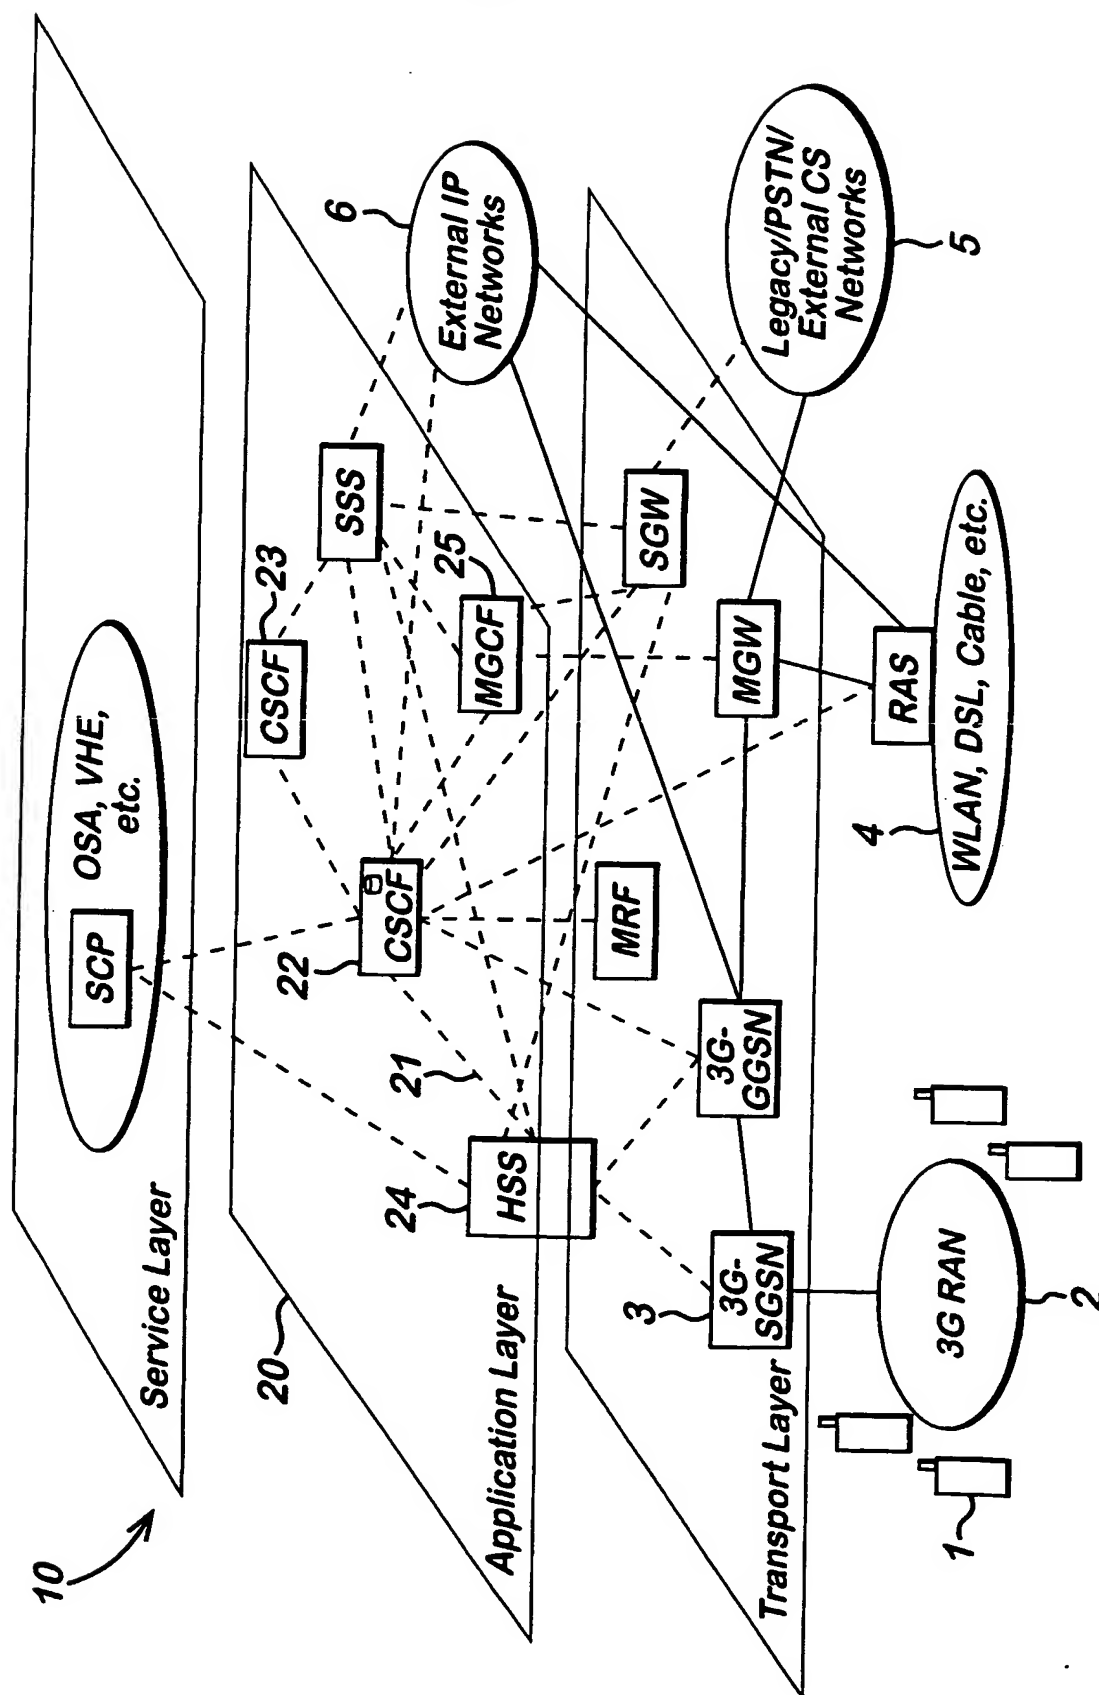 10
Service Layer
SCP
OSA, VHE,
etc.
20
Application Layer
24
HSS
21
22
CSCF
CSCF
23
SSS
MGCF
25
6
External IP
Networks
Transport Layer
3
3G-
SGSN
3G-
GGSN
MRF
MGW
SGW
Legacy/PSTN/
External CS
Networks
5
1
3G RAN
2
RAS
4
WLAN, DSL, Cable, etc.